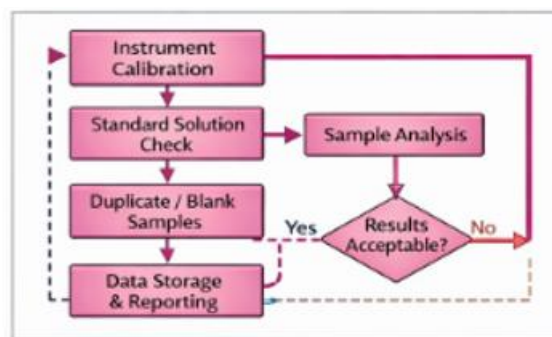 Instrument
Calibration
Standard Solution
Check
Sample Analysis
Duplicate / Blank
Samples
Yes
Results
Acceptable?
No
Data Storage
& Reporting